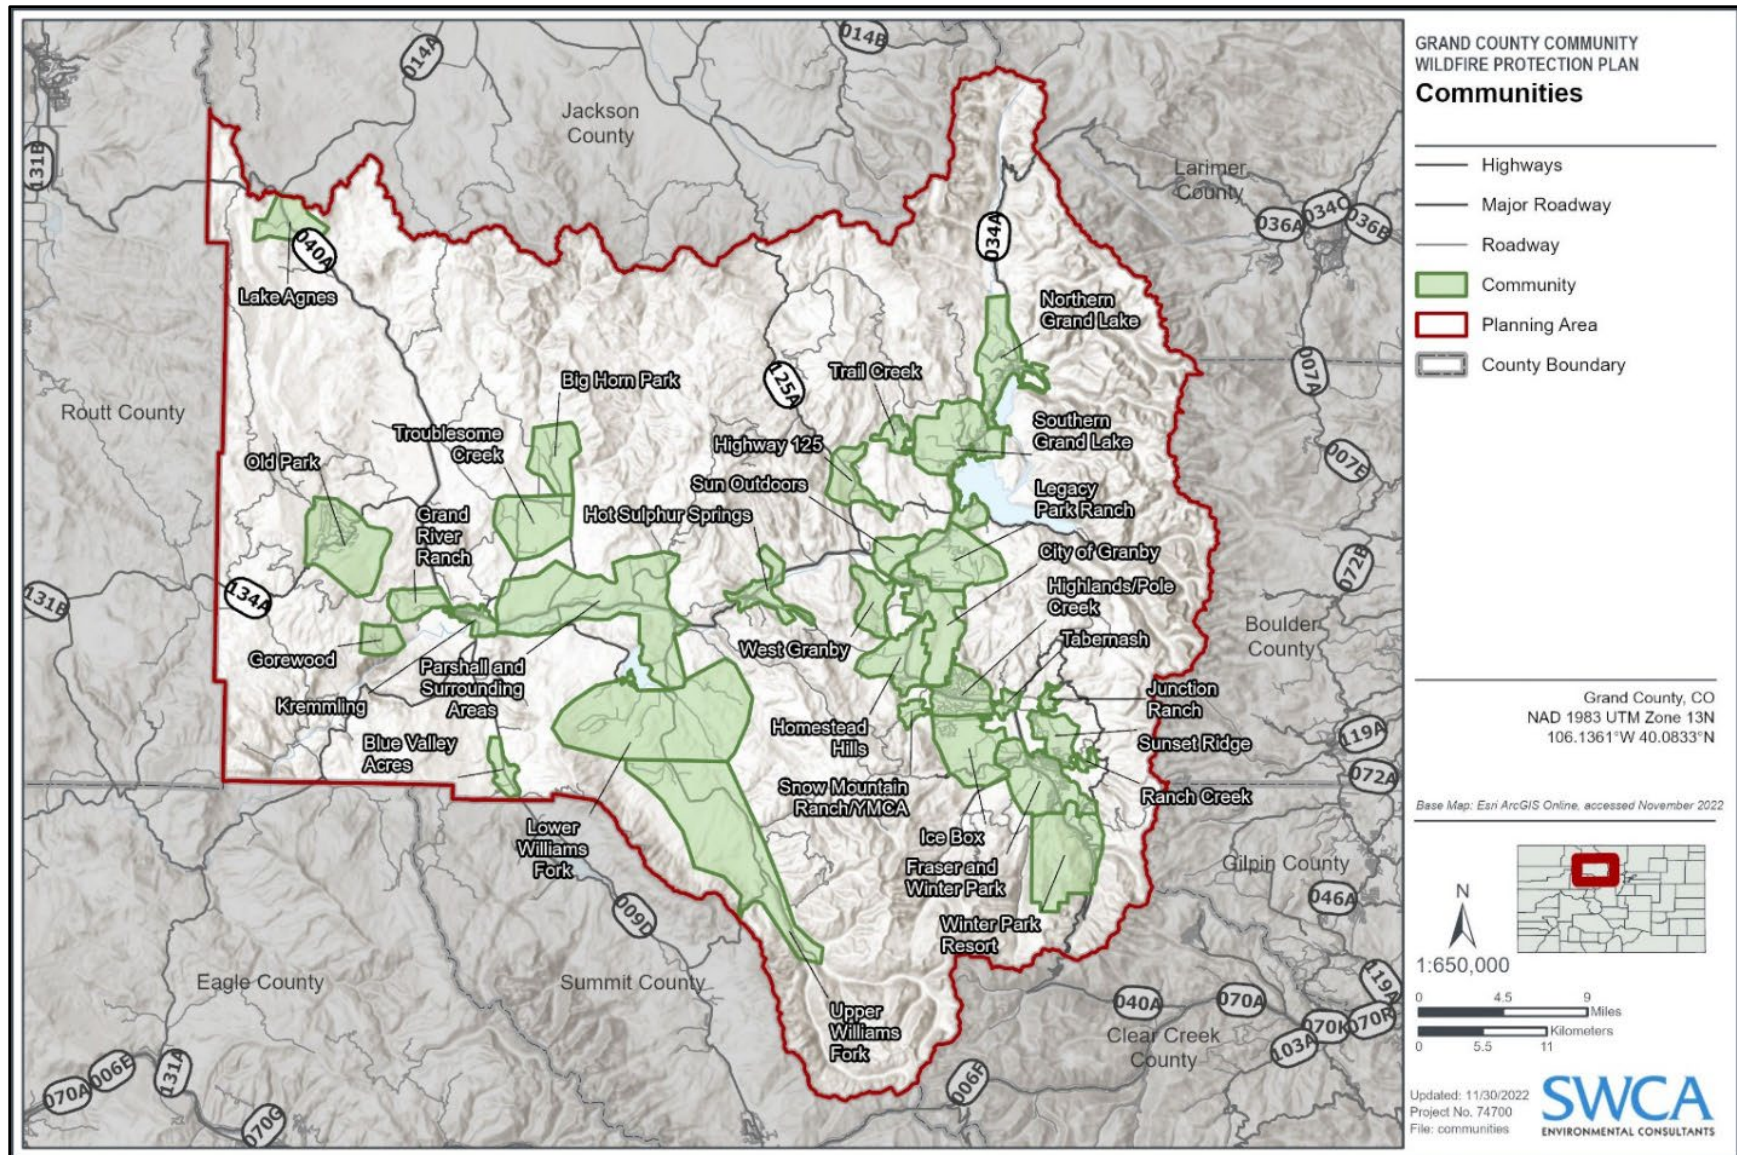 GRAND COUNTY COMMUNITY
WILDFIRE PROTECTION PLAN
Communities
Highways
Major Roadway
Roadway
Community
Planning Area
County Boundary
Grand County, CO
NAD 1983 UTM Zone 13N
106.1361°W 40.0833°N
Base Map: Esri ArcGIS Online, accessed November 2022
N
1:650,000
0 4.5 9
Miles
Kilometers
0 5.5 11
Updated: 11/30/2022
Project No. 74700
File: communities
SWCA
ENVIRONMENTAL CONSULTANTS
014A
014B
Jackson
County
131B
Larimer
County
036A
034C
036B
034A
040A
Lake Agnes
Northern
Grand Lake
007A
125A
Trail Creek
Big Horn Park
Routt County
Troublesome
Creek
Highway 125
Southern
Grand Lake
007E
Old Park
Sun Outdoors
Legacy
Park Ranch
Grand
River
Ranch
Hot Sulphur Springs
City of Granby
072B
131B
134A
Highlands/Pole
Creek
Boulder
County
Gorewood
Parshall and
Surrounding
Areas
West Granby
Tabernash
Kremmling
Junction
Ranch
Blue Valley
Acres
Homestead
Hills
Sunset Ridge
119A
072A
Snow Mountain
Ranch/YMCA
Ranch Creek
Lower
Williams
Fork
Ice Box
Fraser and
Winter Park
Gilpin County
046A
009D
Winter Park
Resort
Eagle County
Summit County
Upper
Williams
Fork
040A
070A
119A
070K
070R
103A
Clear Creek
County
006F
070A
006E
131A
070G